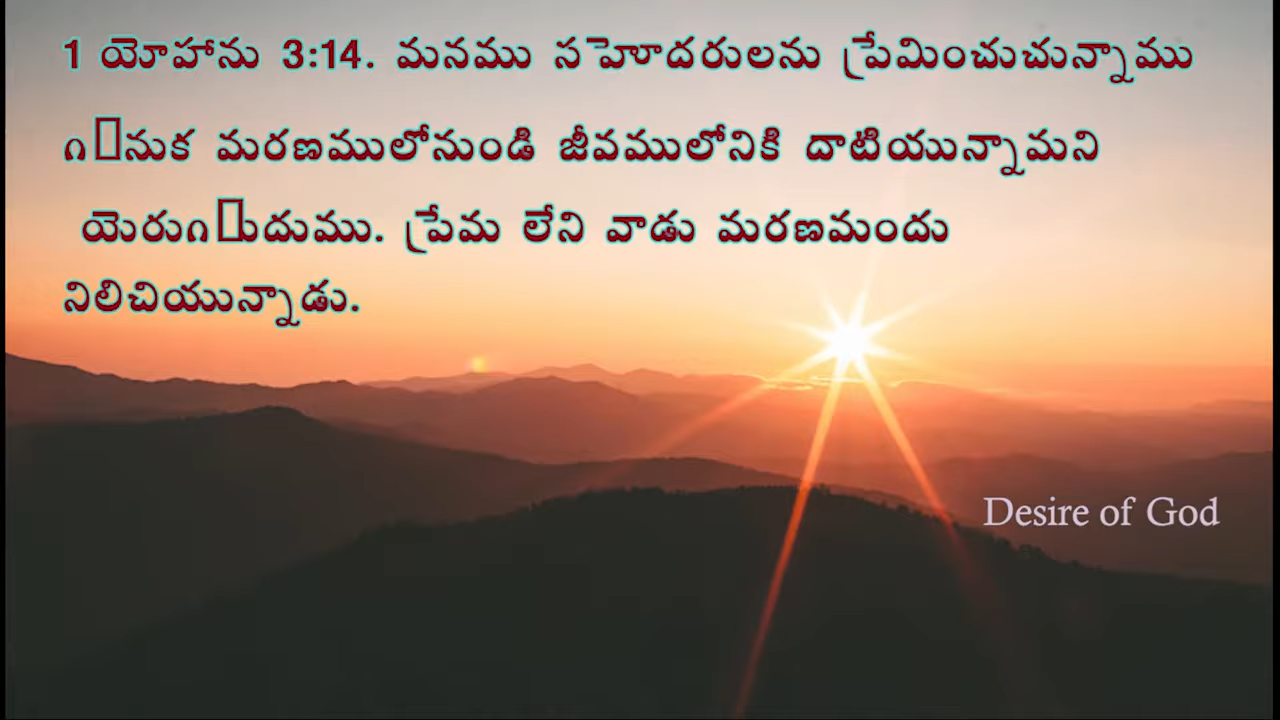 1 యోహాను 3:14. మనము సహోదరులను ప్రేమించుచున్నాము
గనుక మరణములోనుండి జీవములోనికి దాటియున్నామని
యెరుగుదుము. ప్రేమ లేని వాడు మరణమందు
నిలిచియున్నాడు.
Desire of God